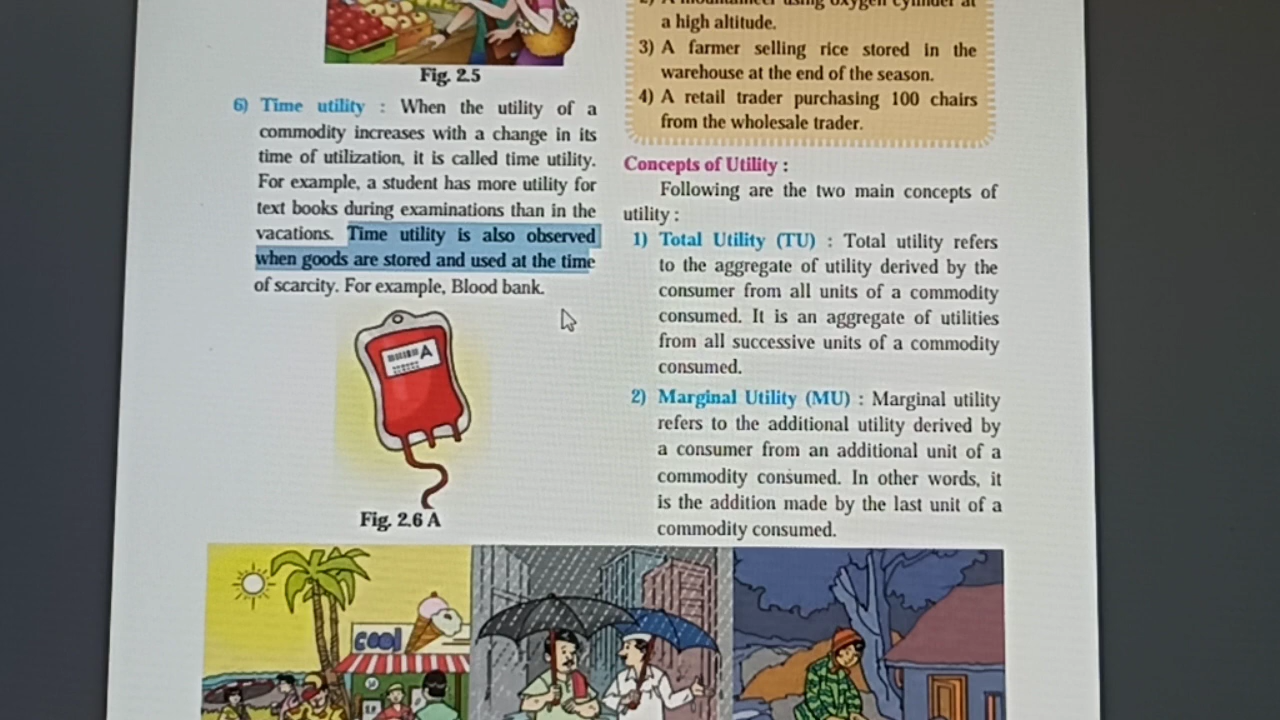 Fig. 2.5
6) Time utility : When the utility of a
commodity increases with a change in its
time of utilization, it is called time utility.
For example, a student has more utility for
text books during examinations than in the
vacations. Time utility is also observed
when goods are stored and used at the time
of scarcity. For example, Blood bank.
A
Fig. 2.6 A
2) A mountaineer using oxygen cylinder at
a high altitude.
3) A farmer selling rice stored in the
warehouse at the end of the season.
4) A retail trader purchasing 100 chairs
from the wholesale trader.
Concepts of Utility :
Following are the two main concepts of
utility :
1) Total Utility (TU) : Total utility refers
to the aggregate of utility derived by the
consumer from all units of a commodity
consumed. It is an aggregate of utilities
from all successive units of a commodity
consumed.
2) Marginal Utility (MU) : Marginal utility
refers to the additional utility derived by
a consumer from an additional unit of a
commodity consumed. In other words, it
is the addition made by the last unit of a
commodity consumed.
cool